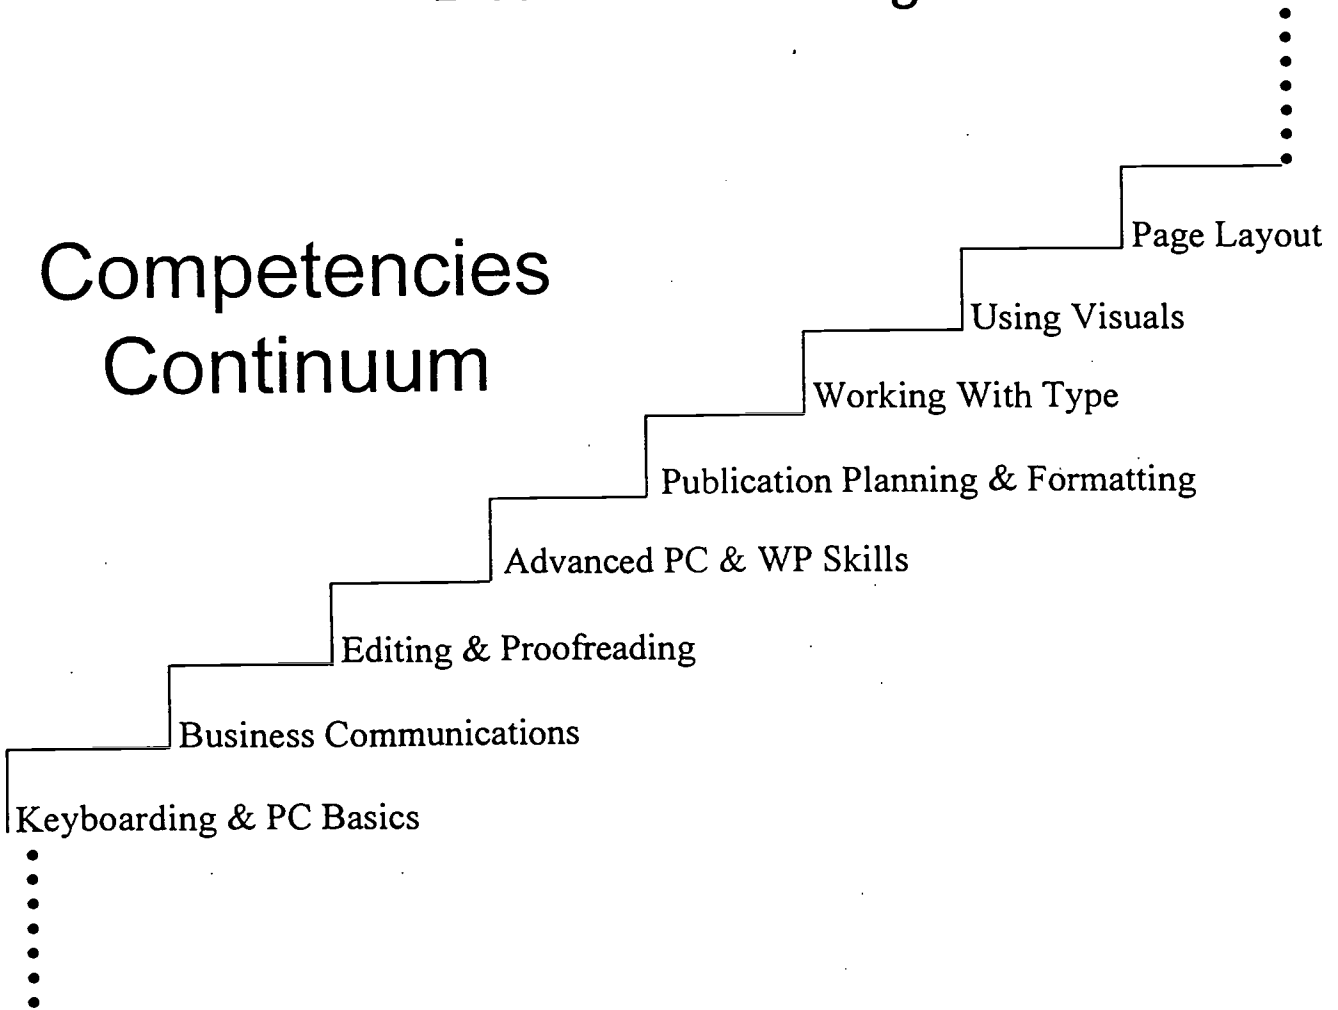 Competencies
Continuum
Page Layout
Using Visuals
Working With Type
Publication Planning & Formatting
Advanced PC & WP Skills
Editing & Proofreading
Business Communications
Keyboarding & PC Basics